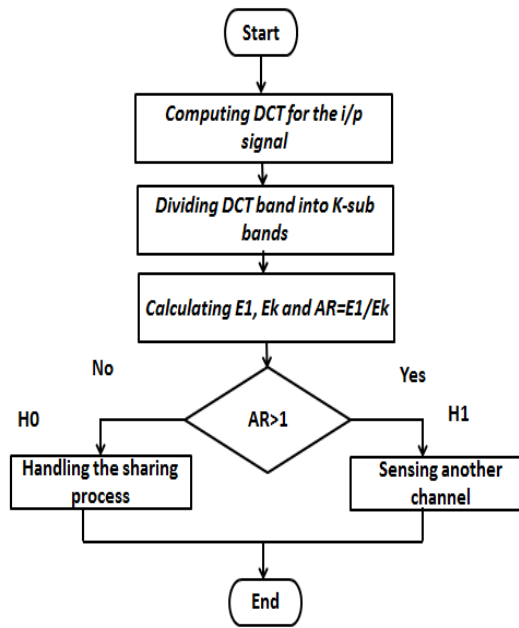 Start
Computing DCT for the i/p
signal
Dividing DCT band into K-sub
bands
Calculating E1, Ek and AR=E1/Ek
No
Yes
AR>1
H0
H1
Handling the sharing
process
Sensing another
channel
End